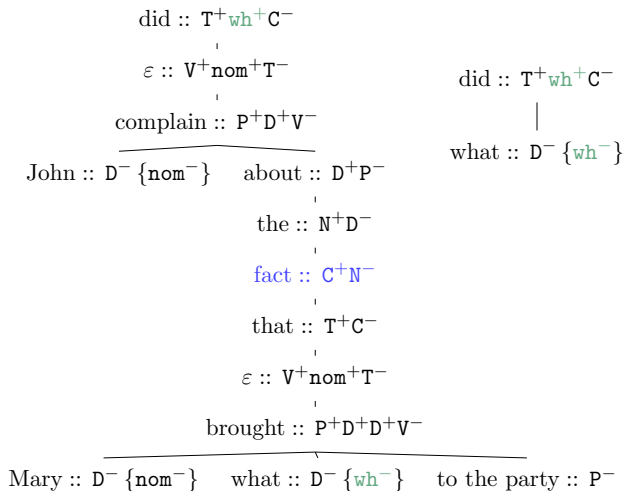 did :: T⁺wh⁺C⁻
ε :: V⁺nom⁺T⁻
complain :: P⁺D⁺V⁻
John :: D⁻ {nom⁻} about :: D⁺P⁻
the :: N⁺D⁻
fact :: C⁺N⁻
that :: T⁺C⁻
ε :: V⁺nom⁺T⁻
brought :: P⁺D⁺D⁺V⁻
Mary :: D⁻ {nom⁻} what :: D⁻ {wh⁻} to the party :: P⁻
did :: T⁺wh⁺C⁻
what :: D⁻ {wh⁻}